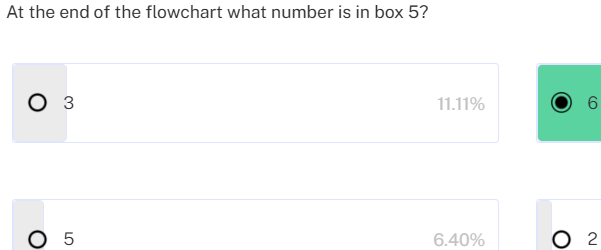 At the end of the flowchart what number is in box 5?
3 11.11% 6
5 6.40% 2